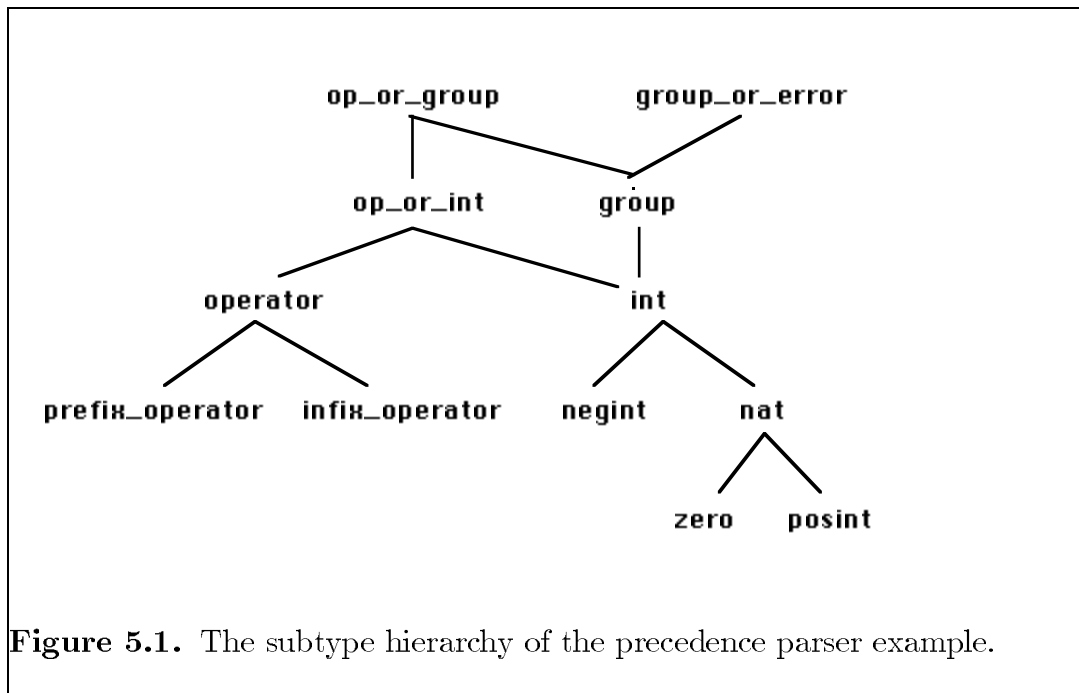 op_or_group group_or_error
op_or_int group
operator int
prefix_operator infix_operator negint nat
zero posint
Figure 5.1. The subtype hierarchy of the precedence parser example.